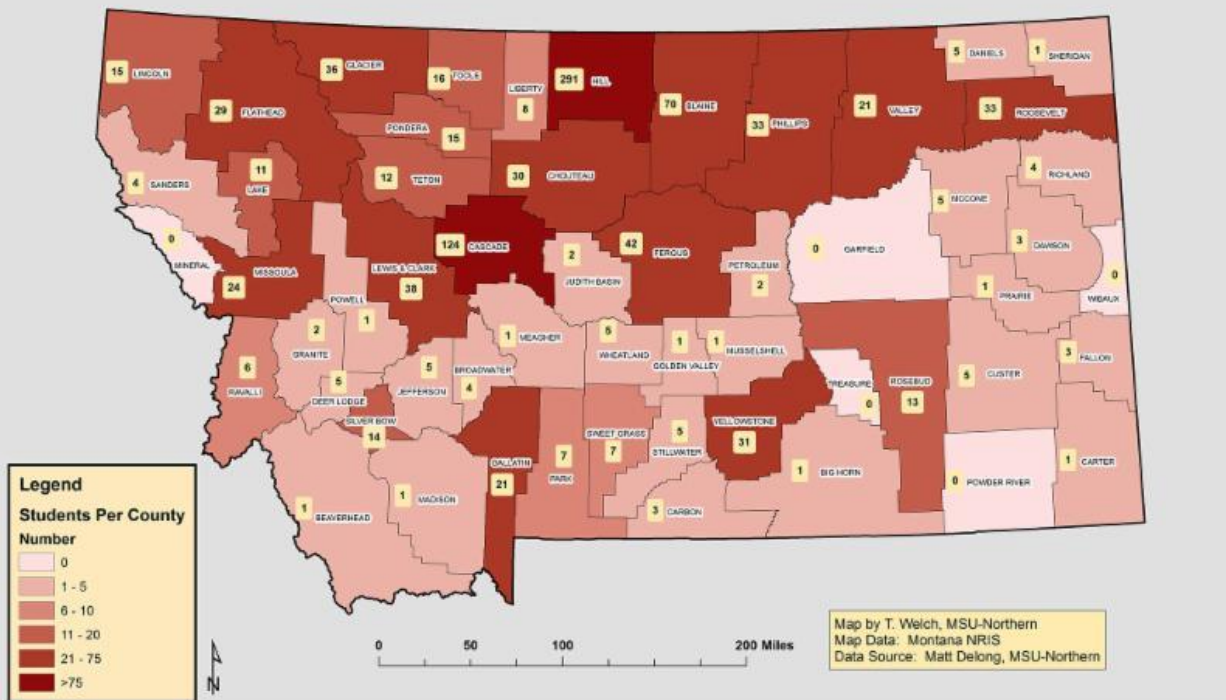 15 LINCOLN
29 FLATHEAD
36 GLACIER
16 TOOLE
LIBERTY
8
291 HILL
70 BLAINE
33 PHILLIPS
21 VALLEY
5 DANIELS
1 SHERIDAN
33 ROOSEVELT
PONDERA
15
12 TETON
30 CHOUTEAU
4 SANDERS
11
LAKE
0
MINERAL
24 MISSOULA
POWELL
1
LEWIS & CLARK
38
124 CASCADE
2
JUDITH BASIN
42 FERGUS
PETROLEUM
2
0 GARFIELD
5 MCCONE
4
RICHLAND
3 DAWSON
1
PRAIRIE
0
WIBAUX
6
RAVALLI
2
GRANITE
5
DEER LODGE
SILVER BOW
14
5
JEFFERSON
BROADWATER
4
1 MEAGHER
5
WHEATLAND
1
GOLDEN VALLEY
1
MUSSELSHELL
TREASURE
0
ROSEBUD
13
5 CUSTER
3 FALLON
1 BEAVERHEAD
1 MADISON
GALLATIN
21
7
PARK
SWEET GRASS
7
5
STILLWATER
YELLOWSTONE
31
3 CARBON
1 BIG HORN
0 POWDER RIVER
1 CARTER
Legend
Students Per County
Number
0
1 - 5
6 - 10
11 - 20
21 - 75
>75
N
0 50 100 200 Miles
Map by T. Welch, MSU-Northern
Map Data: Montana NRIS
Data Source: Matt Delong, MSU-Northern